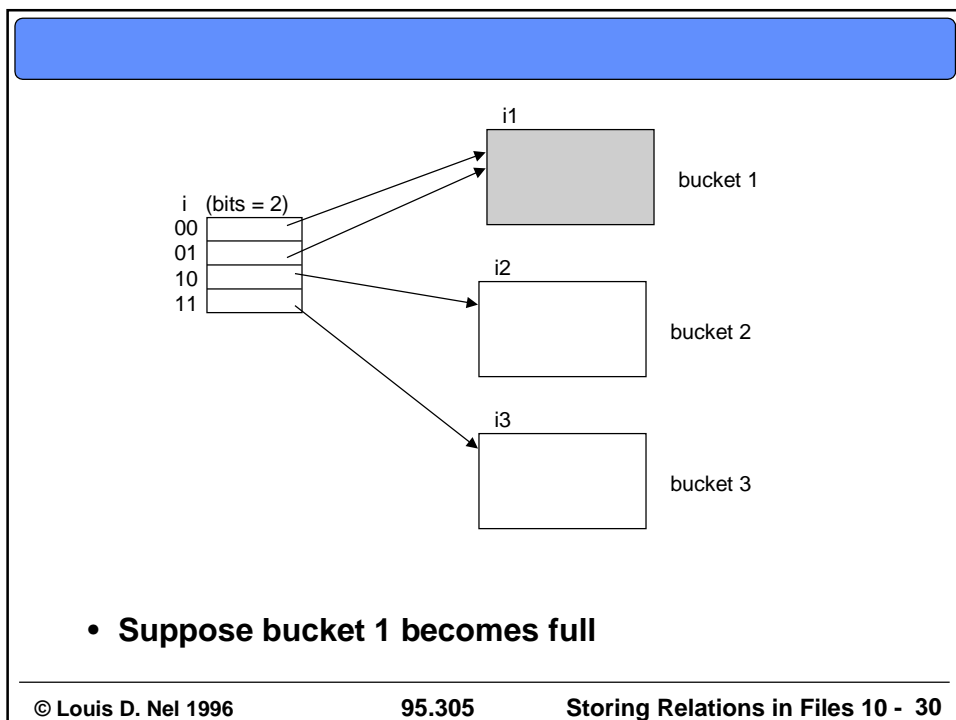 i1
bucket 1
i (bits = 2)
00
01
10
11
i2
bucket 2
i3
bucket 3
• Suppose bucket 1 becomes full
© Louis D. Nel 1996 95.305 Storing Relations in Files 10 - 30